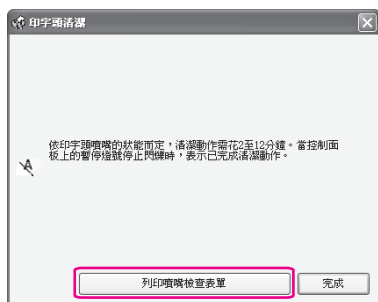 印字頭清潔
依印字頭噴嘴的狀能而定，清潔動作需花2至12分鐘。當控制面
板上的暫停燈號停止閃爍時，表示已完成清潔動作。
列印噴嘴檢查表單
完成